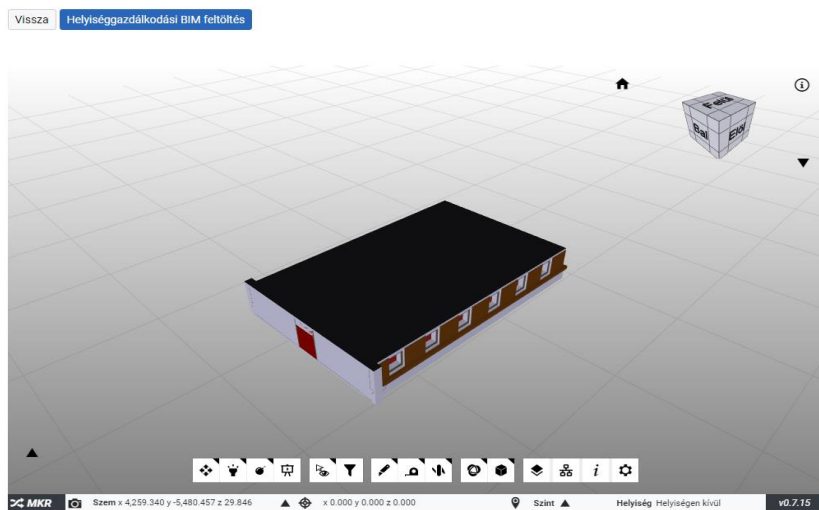 Vissza Helyiséggazdálkodási BIM feltöltés
Felül
Bal Elöl
MKR Szem x 4,259.340 y -5,480.457 z 29.846 x 0.000 y 0.000 z 0.000 Szint Helyiség Helyiségen kívül v0.7.15